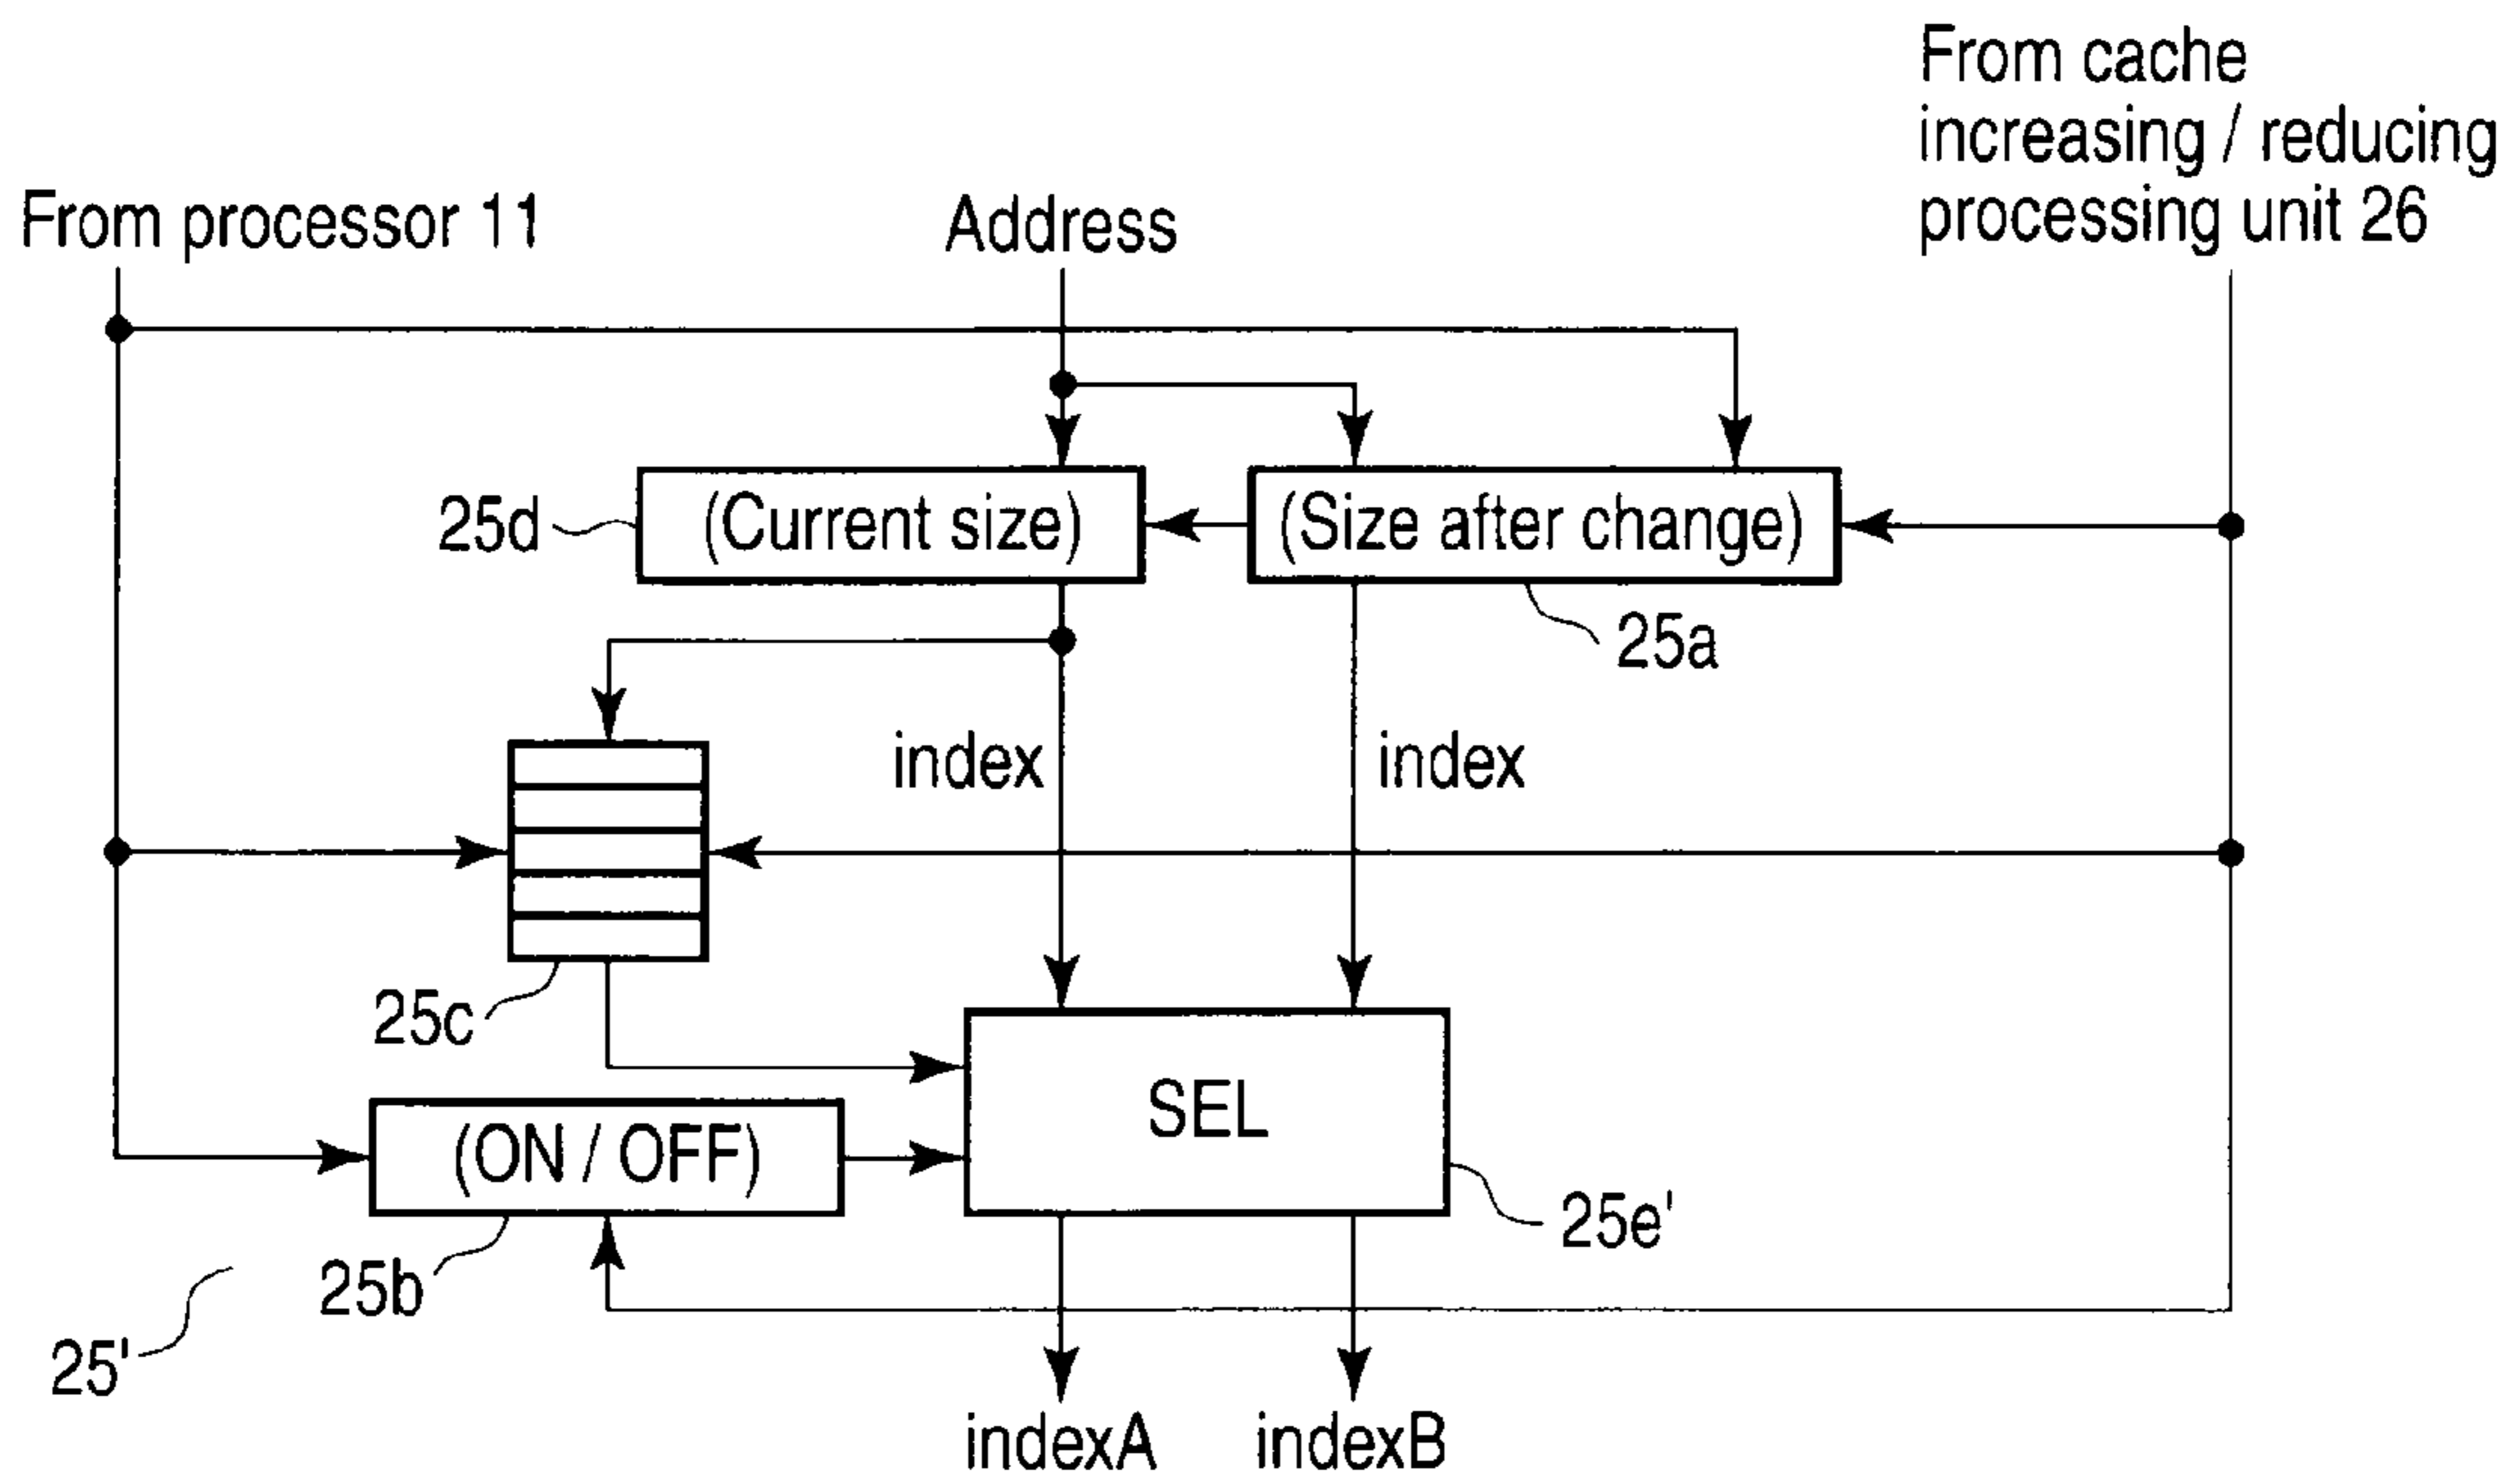 From cache
increasing / reducing
processing unit 26
From processor 11
Address
25d
(Current size)
(Size after change)
25a
index
index
25c
SEL
(ON / OFF)
25e'
25b
25'
indexA
indexB